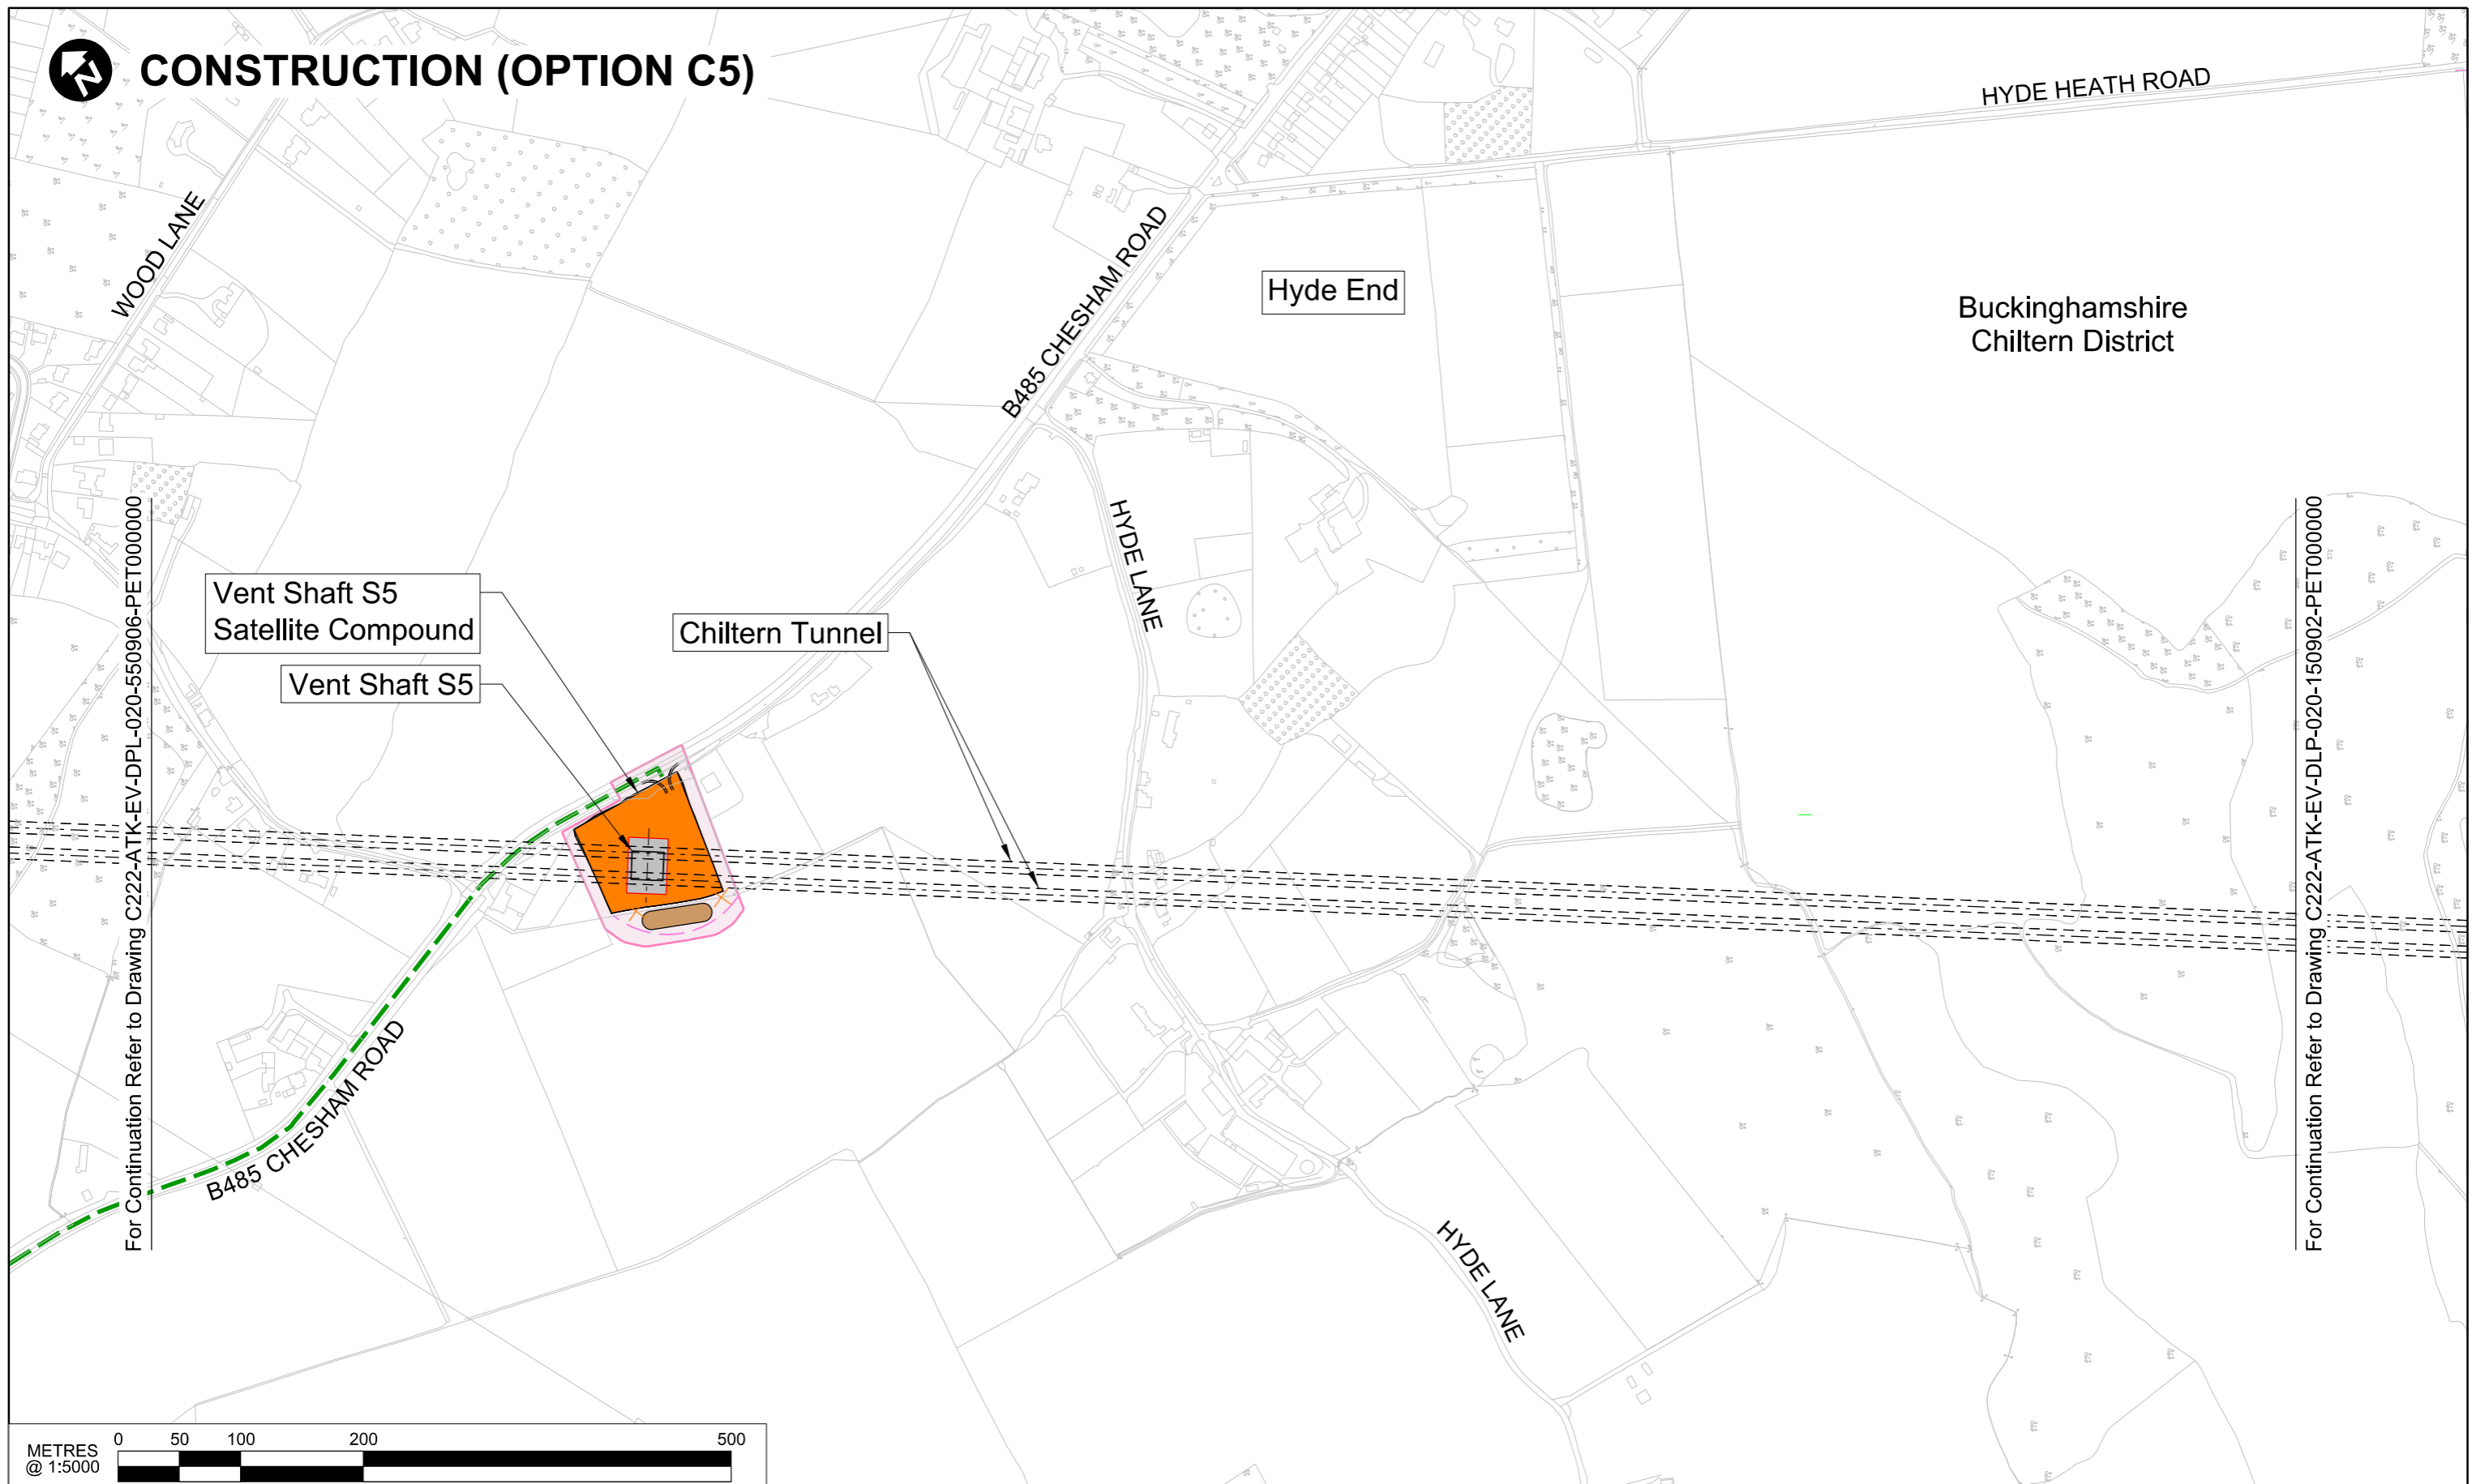 N
CONSTRUCTION (OPTION C5)
HYDE HEATH ROAD
WOOD LANE
B485 CHESHAM ROAD
Hyde End
Buckinghamshire
Chiltern District
For Continuation Refer to Drawing C222-ATK-EV-DPL-020-550906-PET000000
Vent Shaft S5
Satellite Compound
Vent Shaft S5
Chiltern Tunnel
HYDE LANE
For Continuation Refer to Drawing C222-ATK-EV-DLP-020-150902-PET000000
B485 CHESHAM ROAD
HYDE LANE
METRES
@ 1:5000
0 50 100 200 500